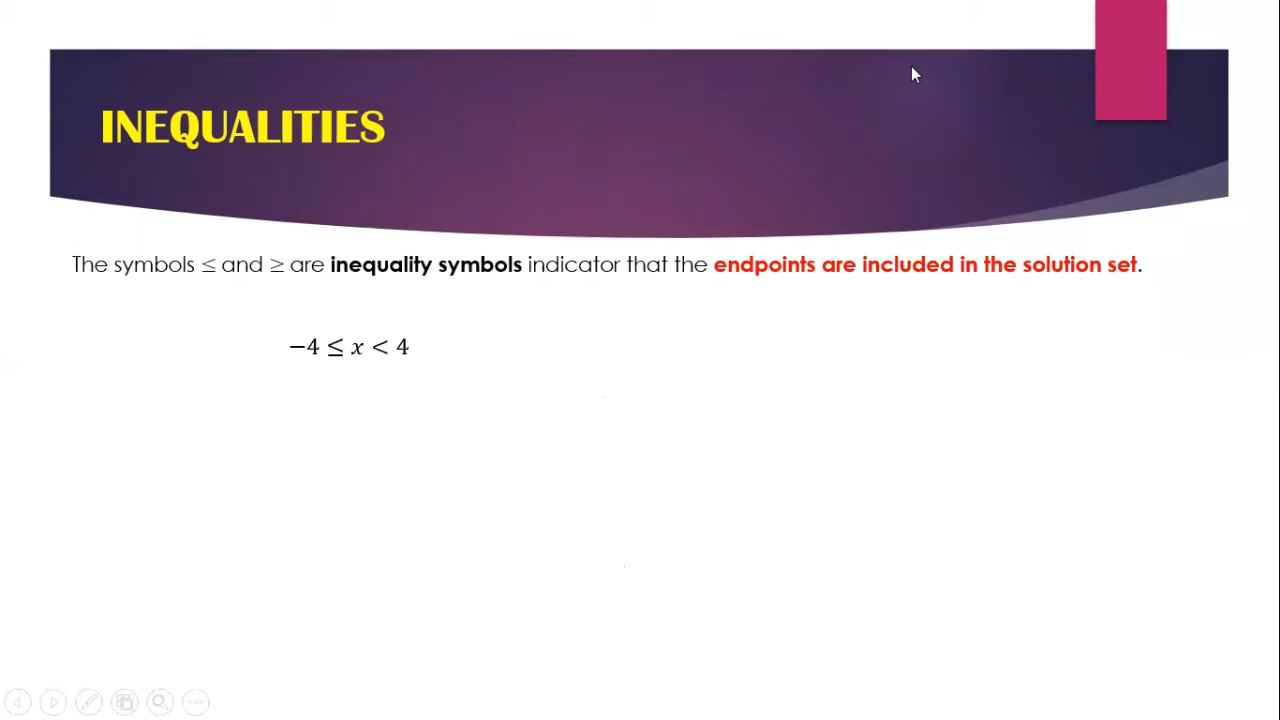 INEQUALITIES
The symbols ≤ and ≥ are inequality symbols indicator that the endpoints are included in the solution set.
−4 ≤ x < 4